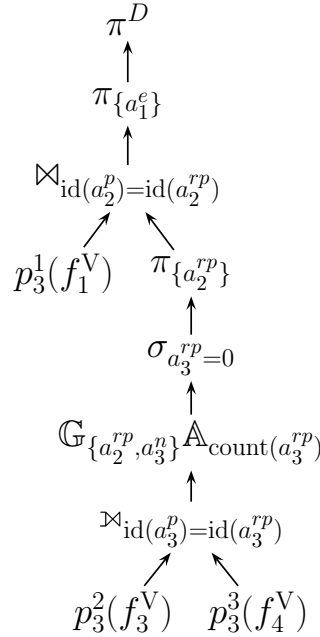 π^D
π_{a_1^e}
⋈_{id(a_2^p)=id(a_2^{rp})}
p_3^1(f_1^V) π_{a_2^{rp}}
σ_{a_3^{rp}=0}
𝔾_{a_2^{rp},a_3^n}𝔸_{count(a_3^{rp})}
⟕_{id(a_3^p)=id(a_3^{rp})}
p_3^2(f_3^V) p_3^3(f_4^V)